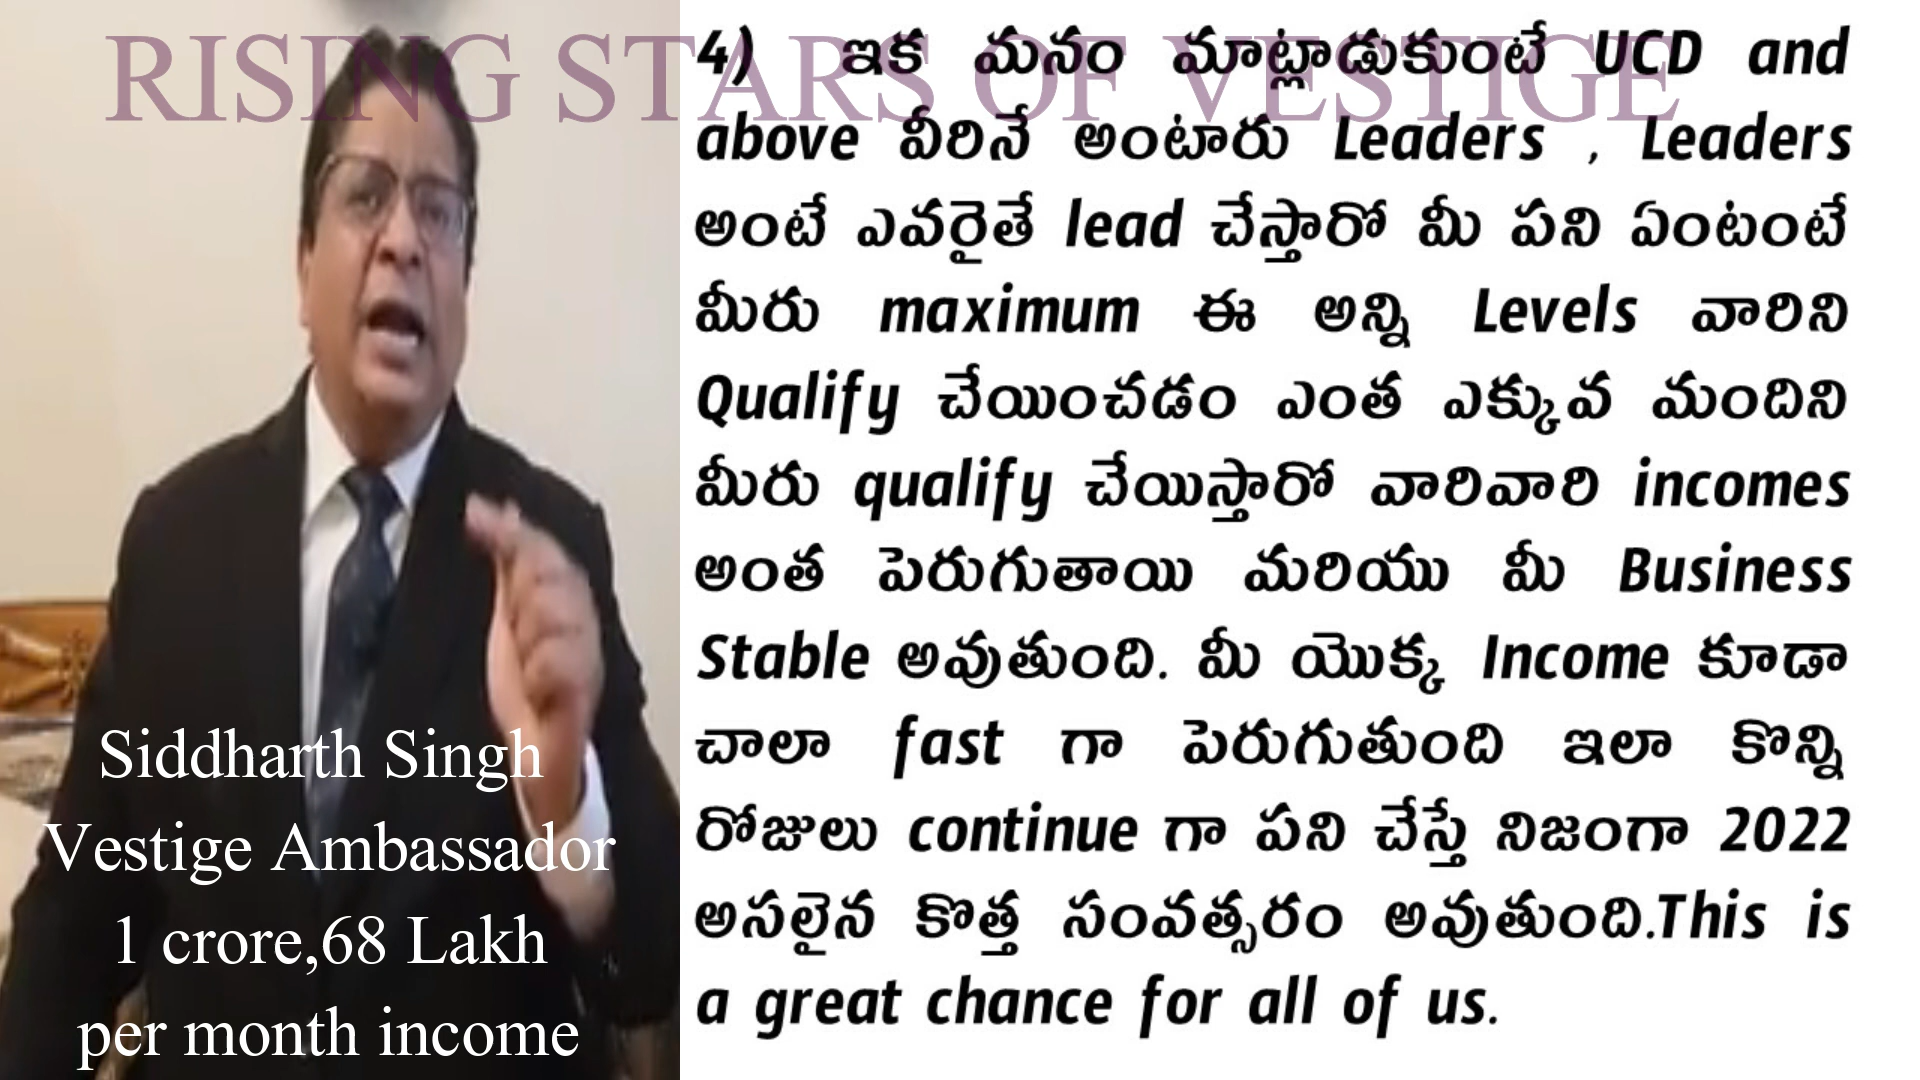 RISING STARS OF VESTIGE
4) ఇక మనం మాట్లాడుకుంటే UCD and
above వీరినే అంటారు Leaders , Leaders
అంటే ఎవరైతే lead చేస్తారో మీ పని ఏంటంటే
మీరు maximum ఈ అన్ని Levels వారిని
Qualify చేయించడం ఎంత ఎక్కువ మందిని
మీరు qualify చేయిస్తారో వారివారి incomes
అంత పెరుగుతాయి మరియు మీ Business
Stable అవుతుంది. మీ యొక్క Income కూడా
చాలా fast గా పెరుగుతుంది ఇలా కొన్ని
రోజులు continue గా పని చేస్తే నిజంగా 2022
అసలైన కొత్త సంవత్సరం అవుతుంది.This is
a great chance for all of us.
Siddharth Singh
Vestige Ambassador
1 crore,68 Lakh
per month income